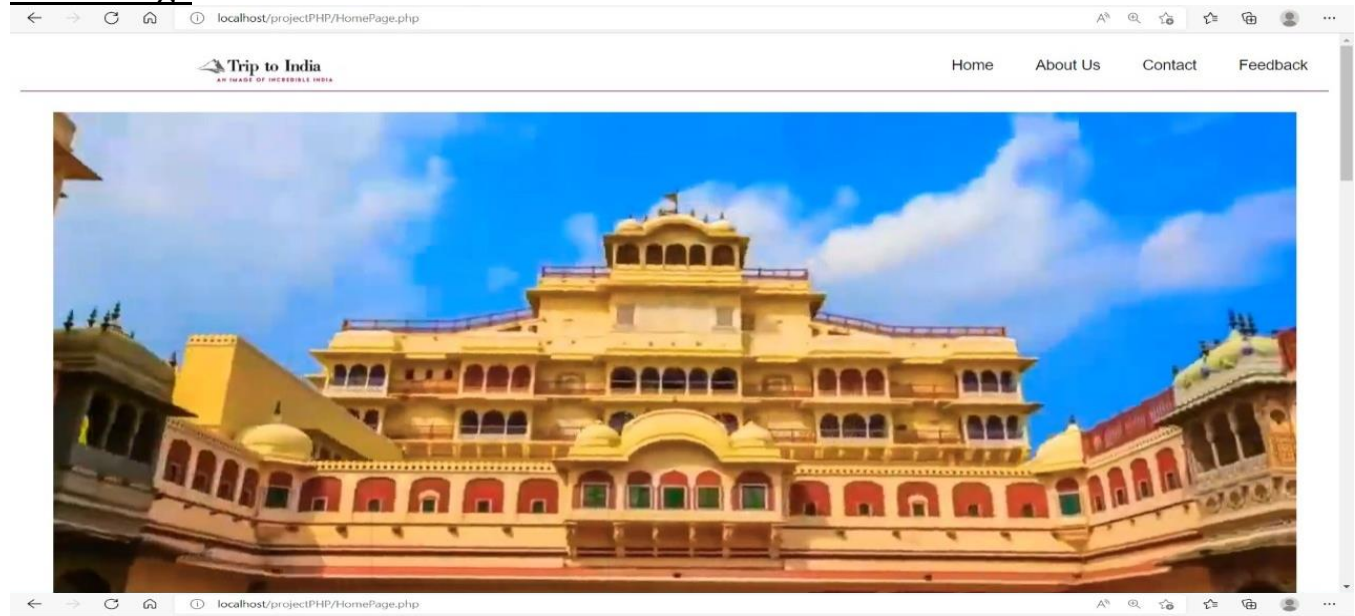 localhost/projectPHP/HomePage.php
Trip to India
AN IMAGE OF INCREDIBLE INDIA
Home About Us Contact Feedback
localhost/projectPHP/HomePage.php